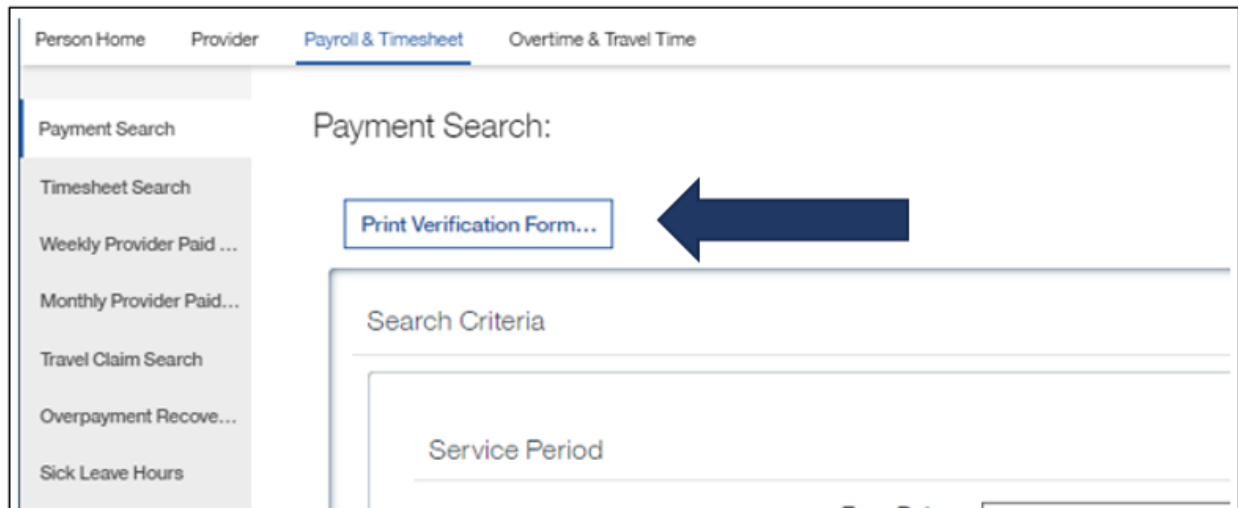 Person Home Provider Payroll & Timesheet Overtime & Travel Time
Payment Search
Timesheet Search
Weekly Provider Paid ...
Monthly Provider Paid...
Travel Claim Search
Overpayment Recove...
Sick Leave Hours
Payment Search:
Print Verification Form...
Search Criteria
Service Period